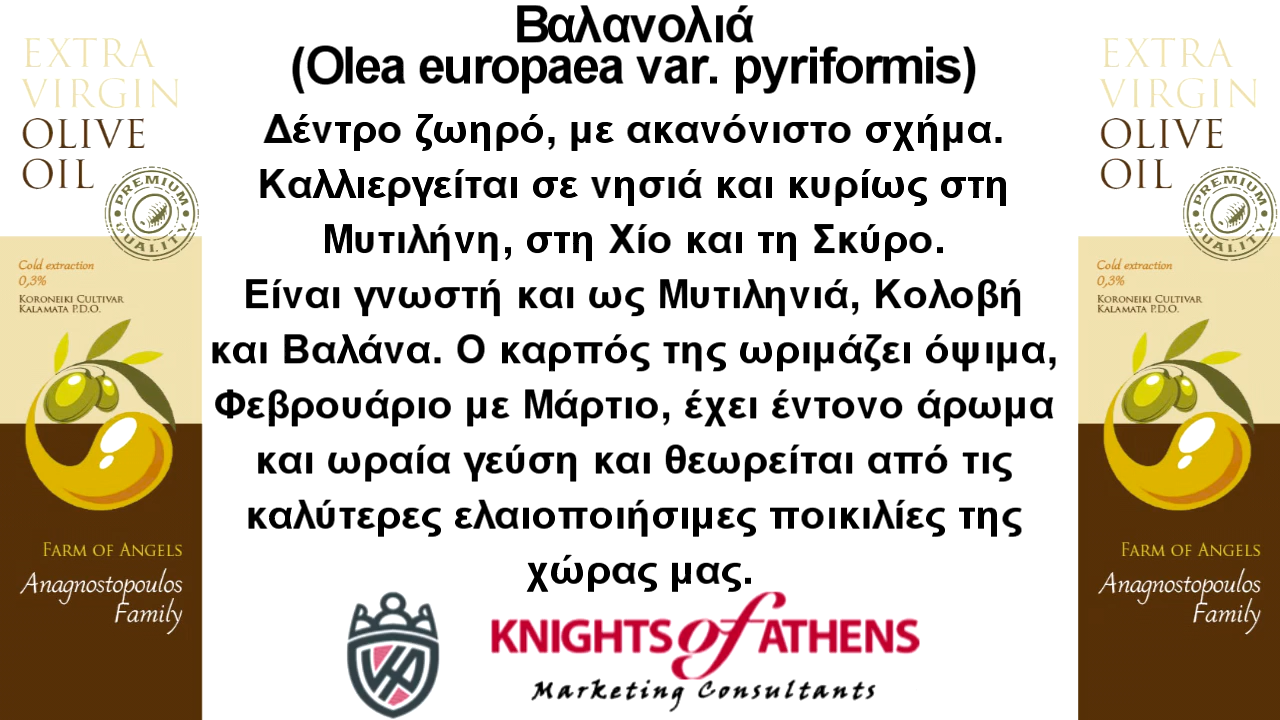 EXTRA
VIRGIN
OLIVE
OIL
PREMIUM
QUALITY
Cold extraction
0,3%
KORONEIKI CULTIVAR
KALAMATA P.D.O.
FARM OF ANGELS
Anagnostopoulos
Family
Βαλανολιά
(Olea europaea var. pyriformis)
Δέντρο ζωηρό, με ακανόνιστο σχήμα.
Καλλιεργείται σε νησιά και κυρίως στη
Μυτιλήνη, στη Χίο και τη Σκύρο.
Είναι γνωστή και ως Μυτιληνιά, Κολοβή
και Βαλάνα. Ο καρπός της ωριμάζει όψιμα,
Φεβρουάριο με Μάρτιο, έχει έντονο άρωμα
και ωραία γεύση και θεωρείται από τις
καλύτερες ελαιοποιήσιμες ποικιλίες της
χώρας μας.
KNIGHTS of ATHENS
Marketing Consultants
EXTRA
VIRGIN
OLIVE
OIL
PREMIUM
QUALITY
Cold extraction
0,3%
KORONEIKI CULTIVAR
KALAMATA P.D.O.
FARM OF ANGELS
Anagnostopoulos
Family